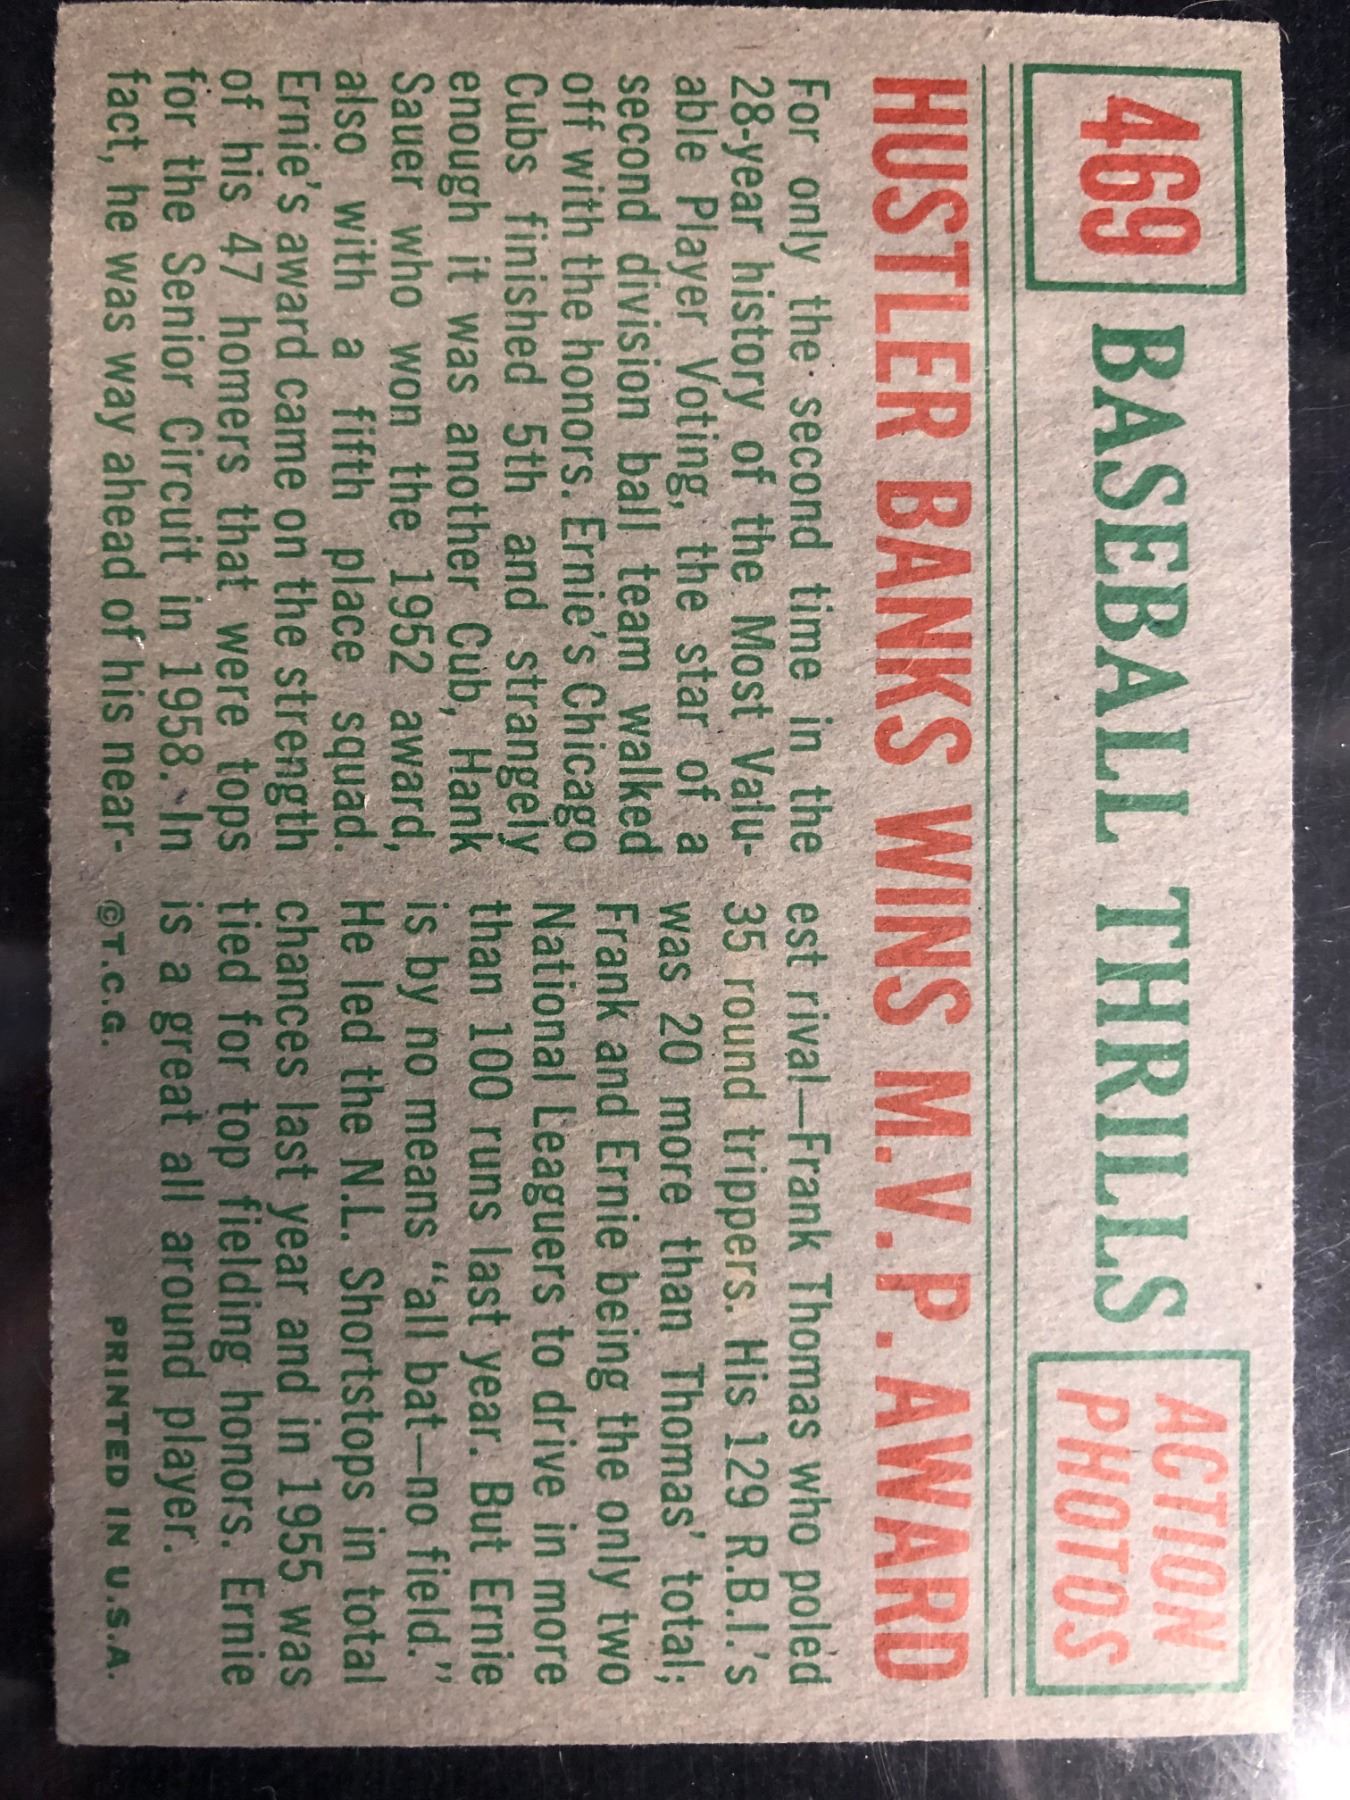 469 BASEBALL THRILLS ACTION PHOTOS
HUSTLER BANKS WINS M.V.P. AWARD
For only the second time in the
28-year history of the Most Valu-
able Player Voting, the star of a
second division ball team walked
off with the honors. Ernie's Chicago
Cubs finished 5th and strangely
enough it was another Cub, Hank
Sauer who won the 1952 award,
also with a fifth place squad.
Ernie's award came on the strength
of his 47 homers that were tops
for the Senior Circuit in 1958. In
fact, he was way ahead of his near-
est rival—Frank Thomas who poled
35 round trippers. His 129 R.B.I.'s
was 20 more than Thomas' total;
Frank and Ernie being the only two
National Leaguers to drive in more
than 100 runs last year. But Ernie
is by no means "all bat—no field."
He led the N.L. Shortstops in total
chances last year and in 1955 was
tied for top fielding honors. Ernie
is a great all around player.
©T.C.G. PRINTED IN U.S.A.